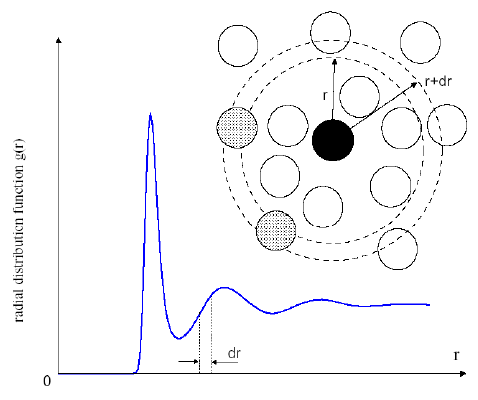 r
r+dr
radial distribution function g(r)
dr
r
0